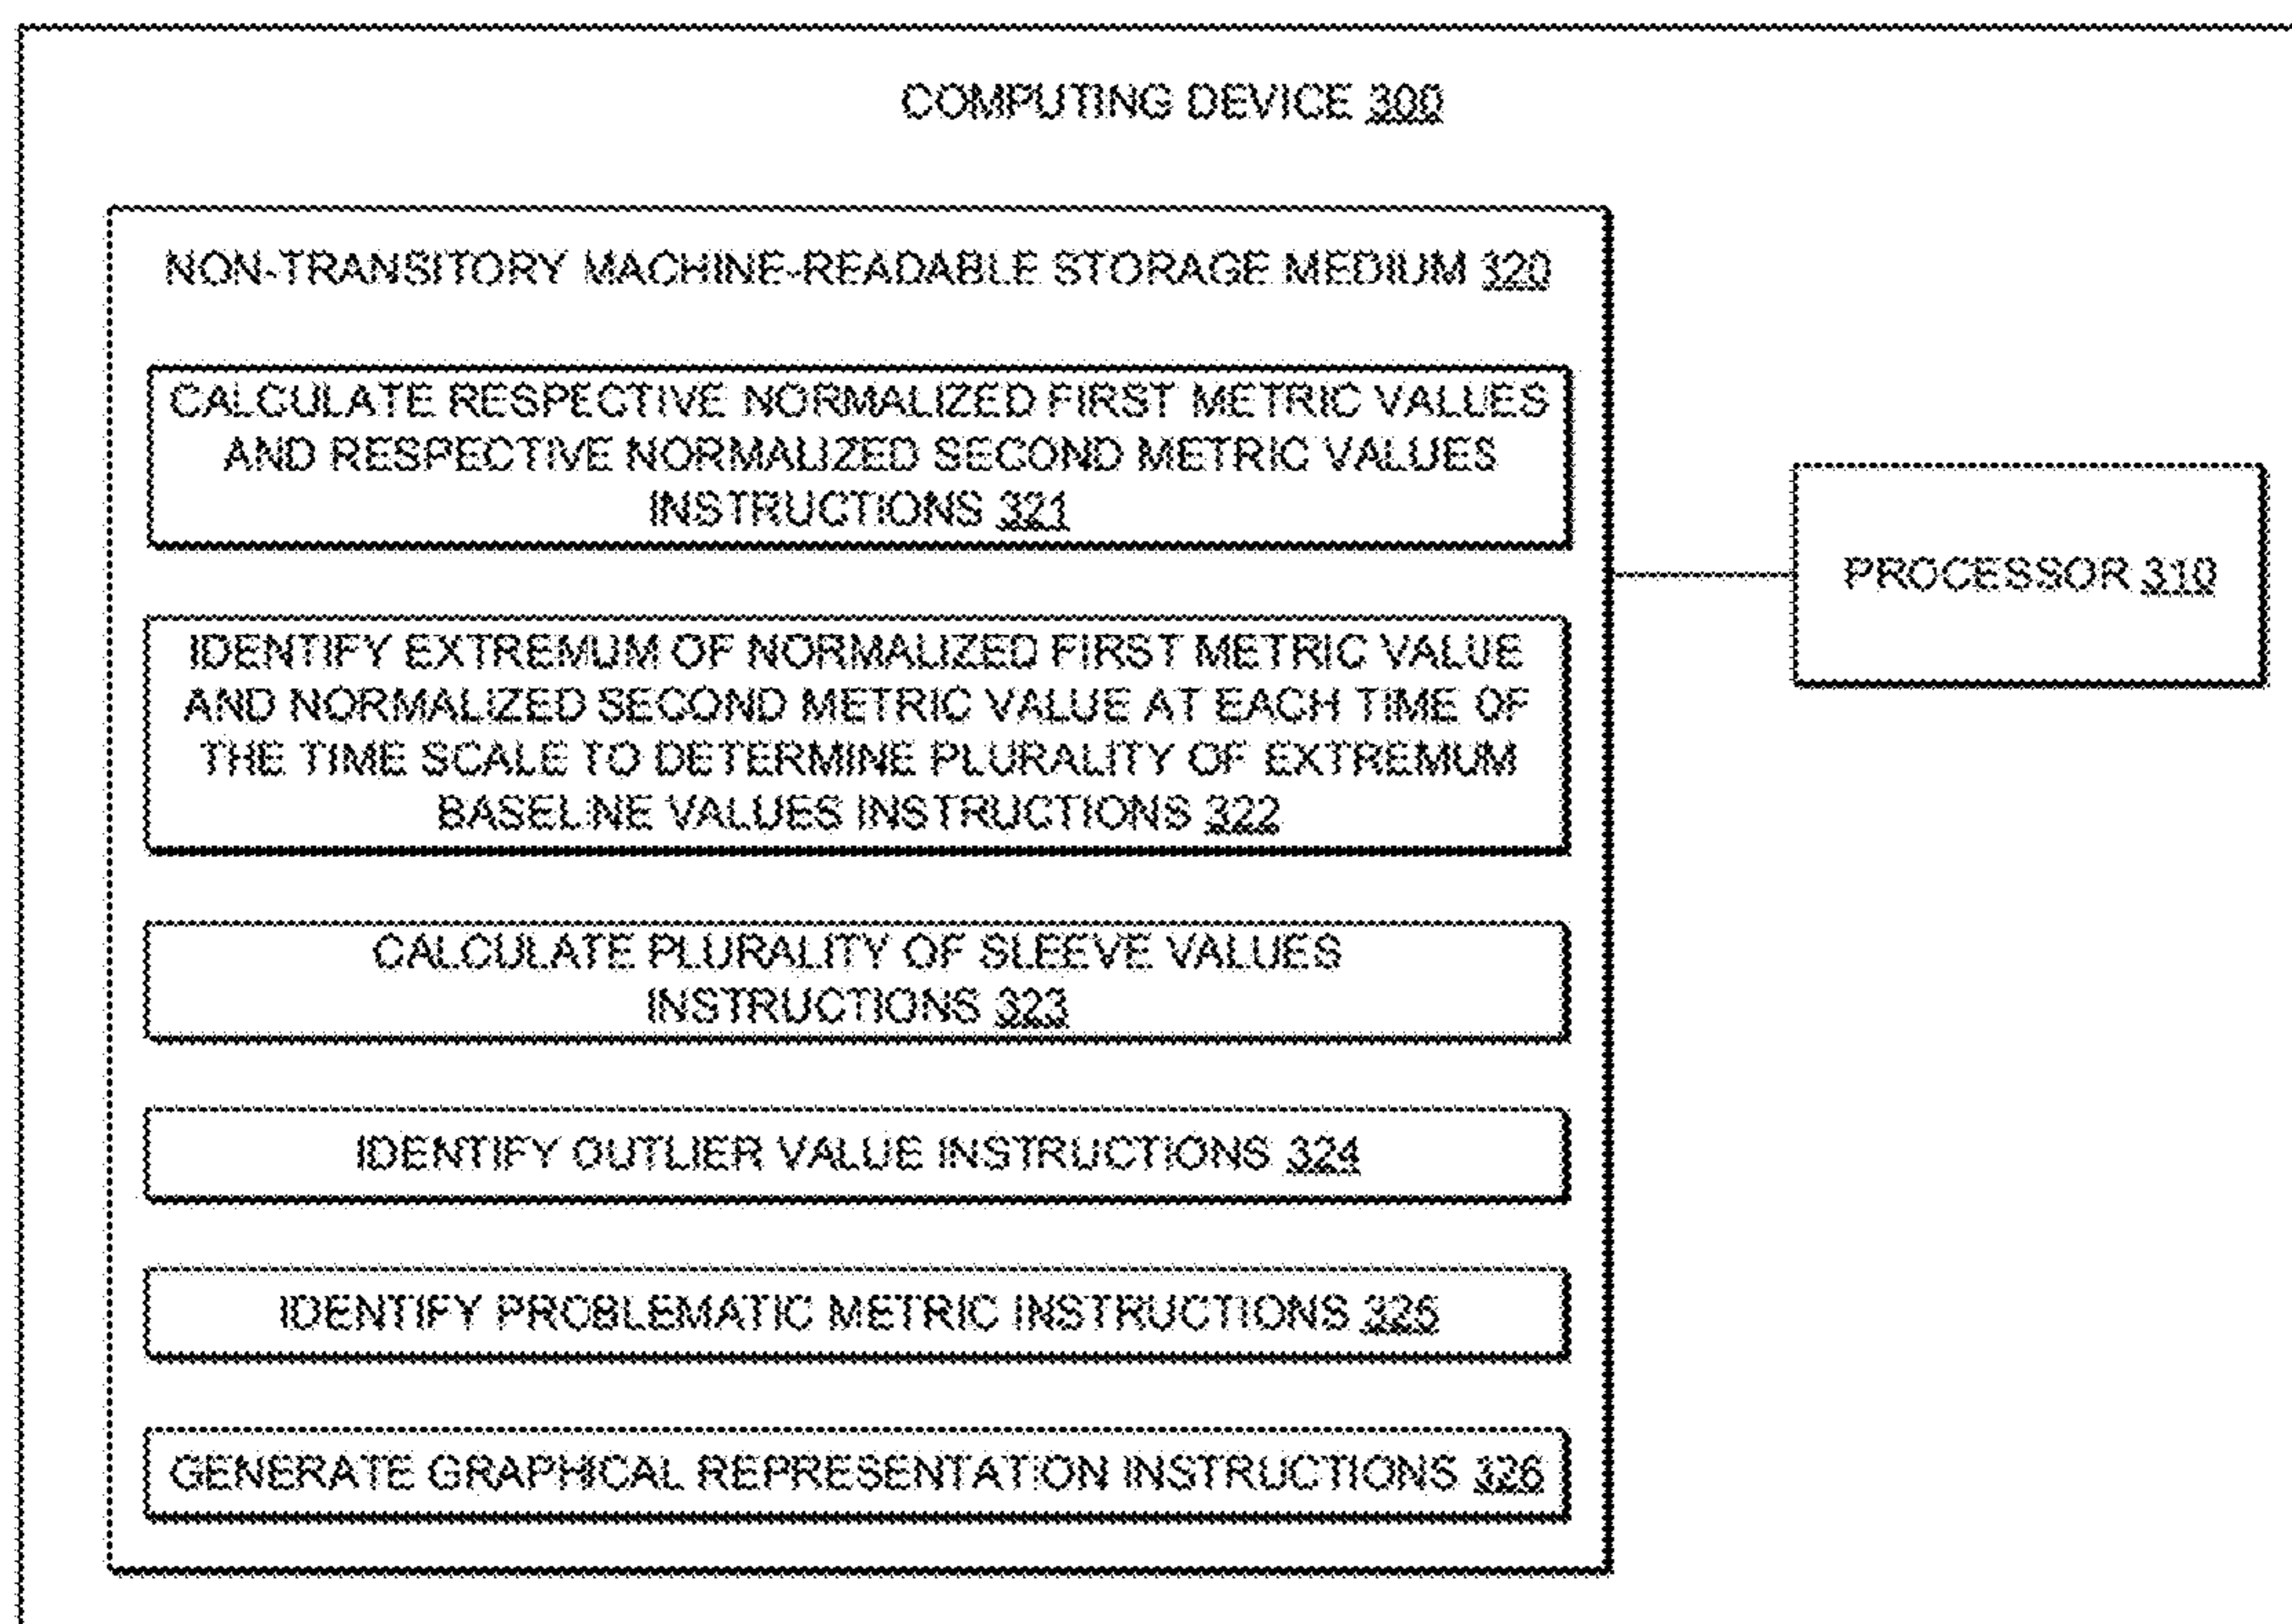 COMPUTING DEVICE 300
NON-TRANSITORY MACHINE-READABLE STORAGE MEDIUM 320
CALCULATE RESPECTIVE NORMALIZED FIRST METRIC VALUES
AND RESPECTIVE NORMALIZED SECOND METRIC VALUES
INSTRUCTIONS 321
PROCESSOR 310
IDENTIFY EXTREMUM OF NORMALIZED FIRST METRIC VALUE
AND NORMALIZED SECOND METRIC VALUE AT EACH TIME OF
THE TIME SCALE TO DETERMINE PLURALITY OF EXTREMUM
BASELINE VALUES INSTRUCTIONS 322
CALCULATE PLURALITY OF SLEEVE VALUES
INSTRUCTIONS 323
IDENTIFY OUTLIER VALUE INSTRUCTIONS 324
IDENTIFY PROBLEMATIC METRIC INSTRUCTIONS 325
GENERATE GRAPHICAL REPRESENTATION INSTRUCTIONS 326